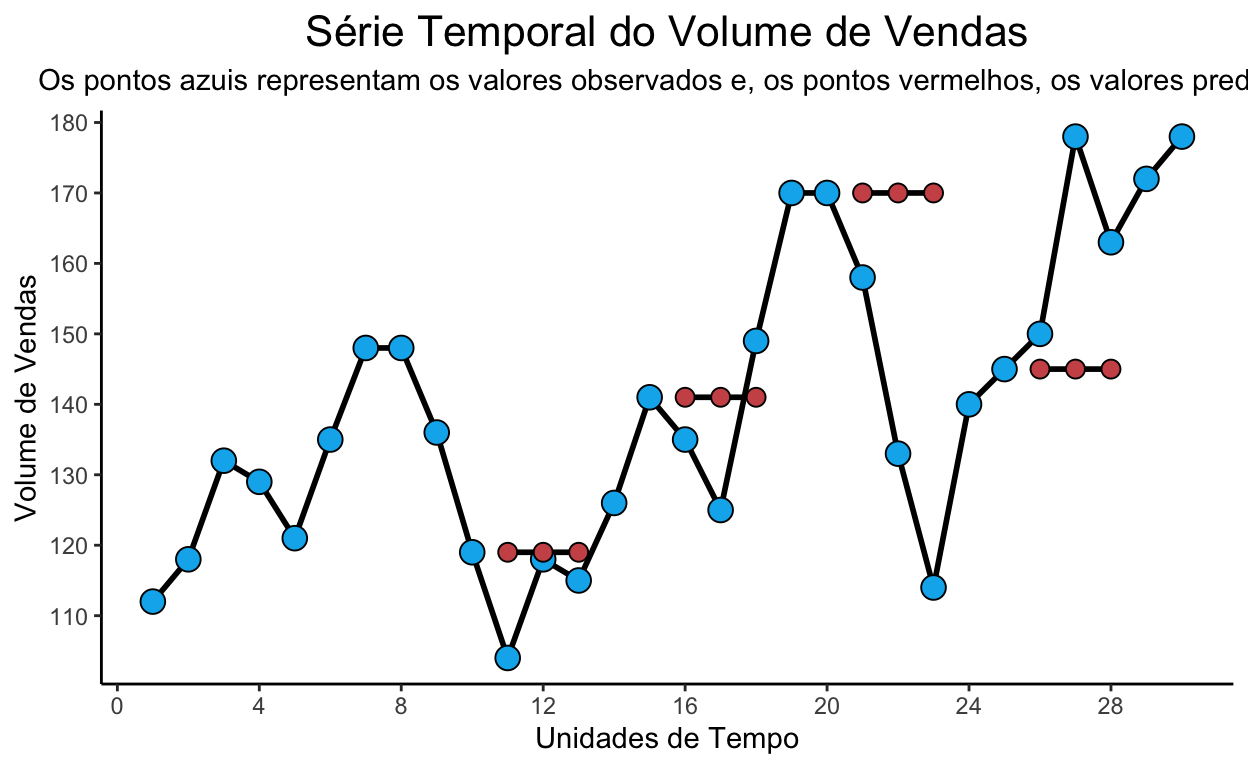 Série Temporal do Volume de Vendas
Os pontos azuis representam os valores observados e, os pontos vermelhos, os valores pred
180
170
160
150
140
130
120
110
Volume de Vendas
0 4 8 12 16 20 24 28
Unidades de Tempo